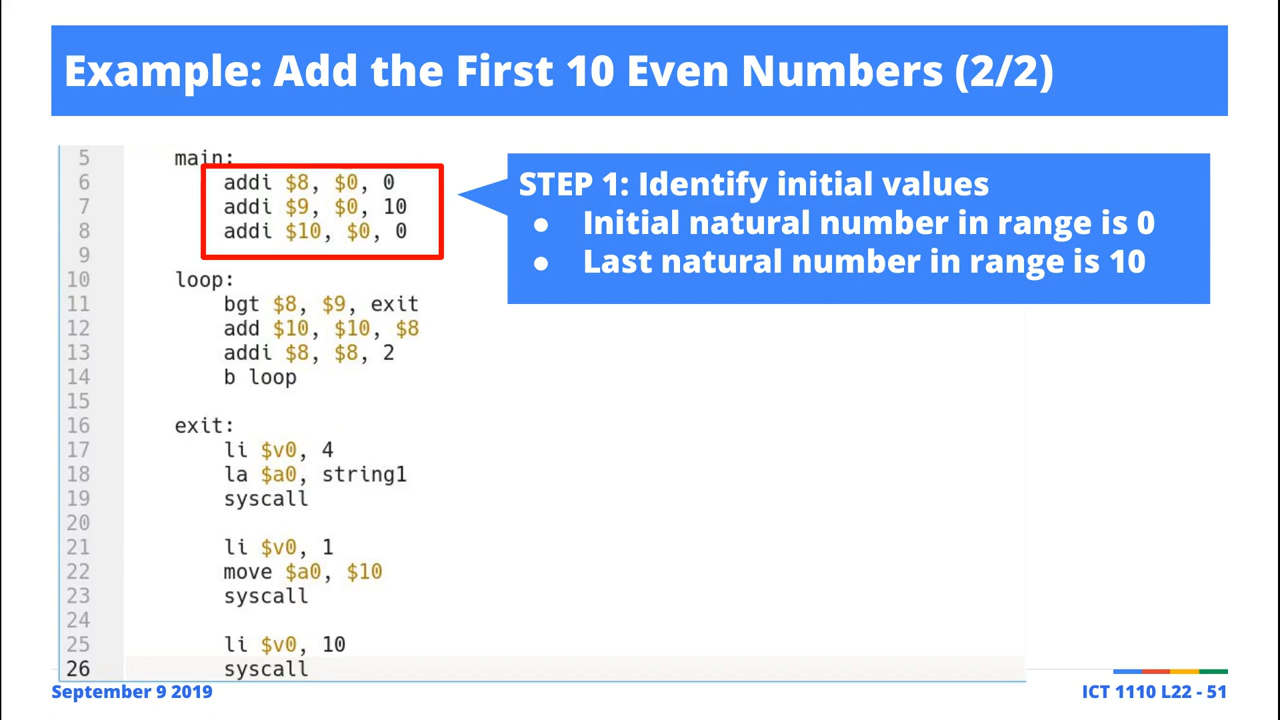 Example: Add the First 10 Even Numbers (2/2)
5 main:
6 addi $8, $0, 0
7 addi $9, $0, 10
8 addi $10, $0, 0
9
10 loop:
11 bgt $8, $9, exit
12 add $10, $10, $8
13 addi $8, $8, 2
14 b loop
15
16 exit:
17 li $v0, 4
18 la $a0, string1
19 syscall
20
21 li $v0, 1
22 move $a0, $10
23 syscall
24
25 li $v0, 10
26 syscall
STEP 1: Identify initial values
● Initial natural number in range is 0
● Last natural number in range is 10
September 9 2019
ICT 1110 L22 - 51